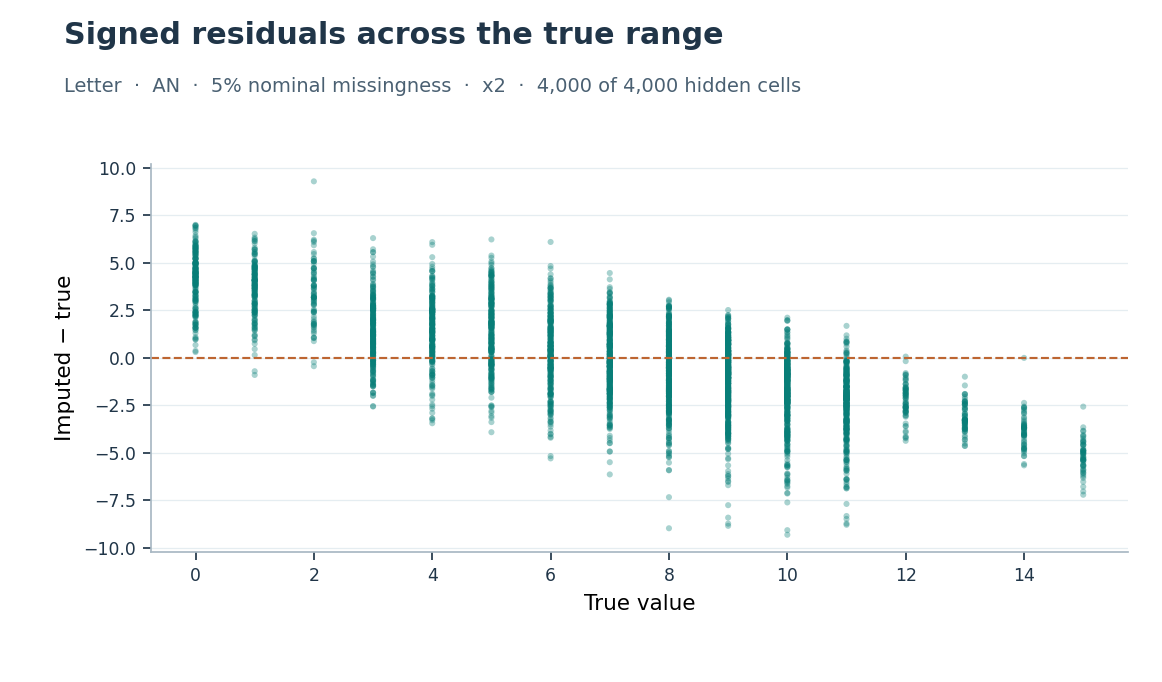 Signed residuals across the true range
Letter · AN · 5% nominal missingness · x2 · 4,000 of 4,000 hidden cells
10.0
7.5
5.0
2.5
0.0
−2.5
−5.0
−7.5
−10.0
Imputed − true
0 2 4 6 8 10 12 14
True value